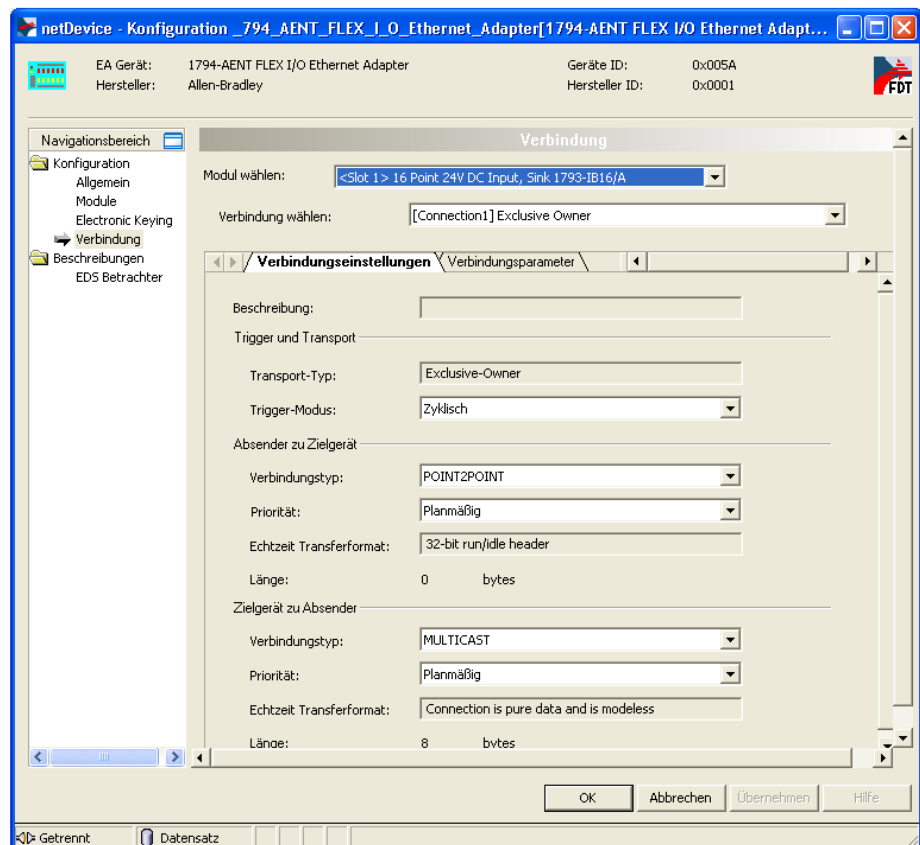 netDevice - Konfiguration _794_AENT_FLEX_I_O_Ethernet_Adapter[1794-AENT FLEX I/O Ethernet Adapt...
EA Gerät: 1794-AENT FLEX I/O Ethernet Adapter Geräte ID: 0x005A
Hersteller: Allen-Bradley Hersteller ID: 0x0001
FDT
Navigationsbereich
Konfiguration
Allgemein
Module
Electronic Keying
Verbindung
Beschreibungen
EDS Betrachter
Verbindung
Modul wählen: <Slot 1> 16 Point 24V DC Input, Sink 1793-IB16/A
Verbindung wählen: [Connection1] Exclusive Owner
Verbindungseinstellungen Verbindungsparameter
Beschreibung:
Trigger und Transport
Transport-Typ: Exclusive-Owner
Trigger-Modus: Zyklisch
Absender zu Zielgerät
Verbindungstyp: POINT2POINT
Priorität: Planmäßig
Echtzeit Transferformat: 32-bit run/idle header
Länge: 0 bytes
Zielgerät zu Absender
Verbindungstyp: MULTICAST
Priorität: Planmäßig
Echtzeit Transferformat: Connection is pure data and is modeless
Länge: 8 bytes
OK Abbrechen Übernehmen Hilfe
Getrennt Datensatz